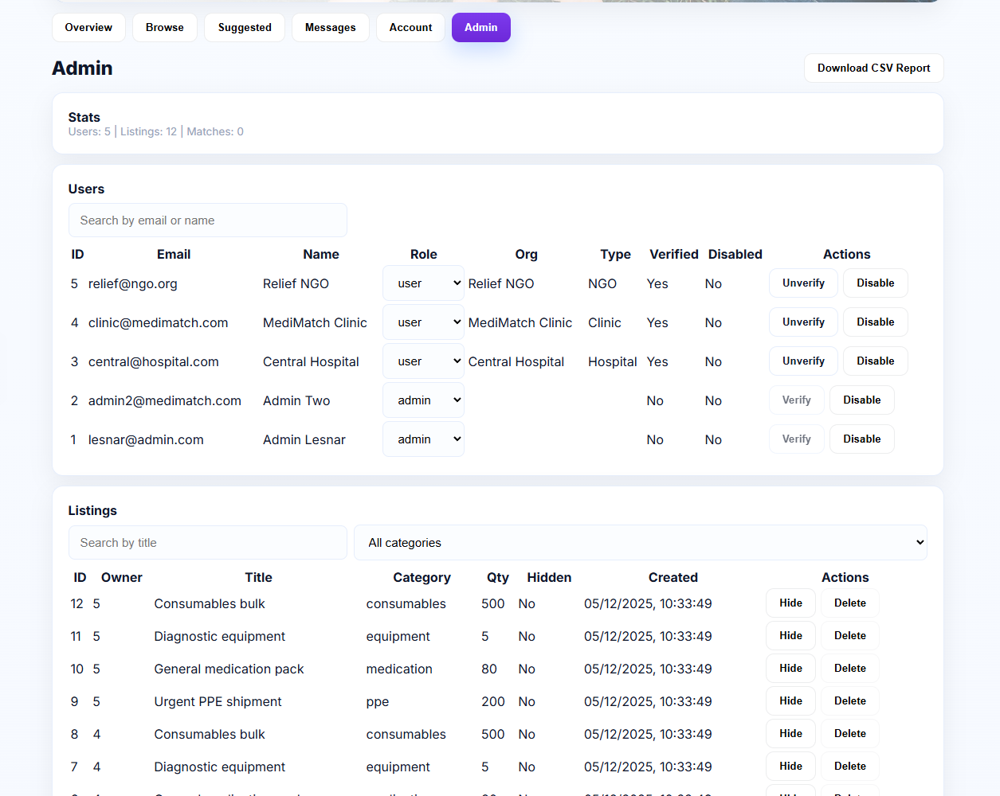 Overview Browse Suggested Messages Account Admin
Admin Download CSV Report
Stats
Users: 5 | Listings: 12 | Matches: 0
Users
Search by email or name
ID Email Name Role Org Type Verified Disabled Actions
5 relief@ngo.org Relief NGO user Relief NGO NGO Yes No Unverify Disable
4 clinic@medimatch.com MediMatch Clinic user MediMatch Clinic Clinic Yes No Unverify Disable
3 central@hospital.com Central Hospital user Central Hospital Hospital Yes No Unverify Disable
2 admin2@medimatch.com Admin Two admin No No Verify Disable
1 lesnar@admin.com Admin Lesnar admin No No Verify Disable
Listings
Search by title All categories
ID Owner Title Category Qty Hidden Created Actions
12 5 Consumables bulk consumables 500 No 05/12/2025, 10:33:49 Hide Delete
11 5 Diagnostic equipment equipment 5 No 05/12/2025, 10:33:49 Hide Delete
10 5 General medication pack medication 80 No 05/12/2025, 10:33:49 Hide Delete
9 5 Urgent PPE shipment ppe 200 No 05/12/2025, 10:33:49 Hide Delete
8 4 Consumables bulk consumables 500 No 05/12/2025, 10:33:49 Hide Delete
7 4 Diagnostic equipment equipment 5 No 05/12/2025, 10:33:49 Hide Delete